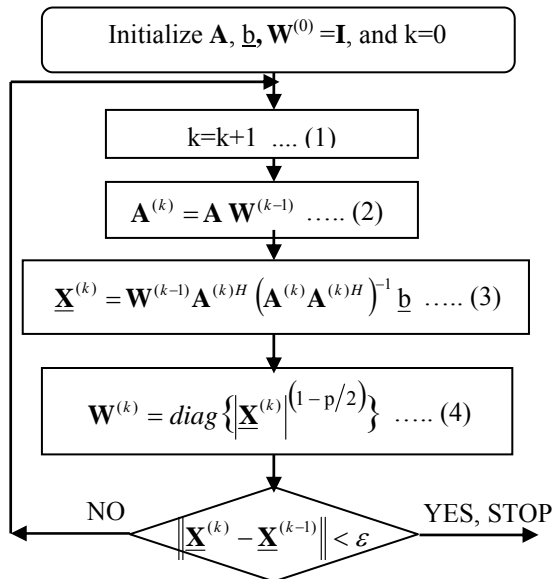 Initialize A, b, W^(0) =I, and k=0
k=k+1 .... (1)
A^(k) = A W^(k-1) ..... (2)
X^(k) = W^(k-1) A^(k)H (A^(k) A^(k)H)^-1 b ..... (3)
W^(k) = diag{|X^(k)|^(1 - p/2)} ..... (4)
NO
YES, STOP
‖X^(k) - X^(k-1)‖ < ε